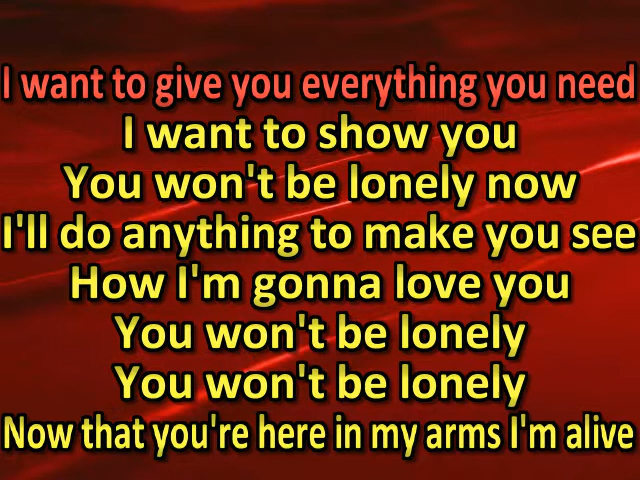 I want to give you everything you need
I want to show you
You won't be lonely now
I'll do anything to make you see
How I'm gonna love you
You won't be lonely
You won't be lonely
Now that you're here in my arms I'm alive